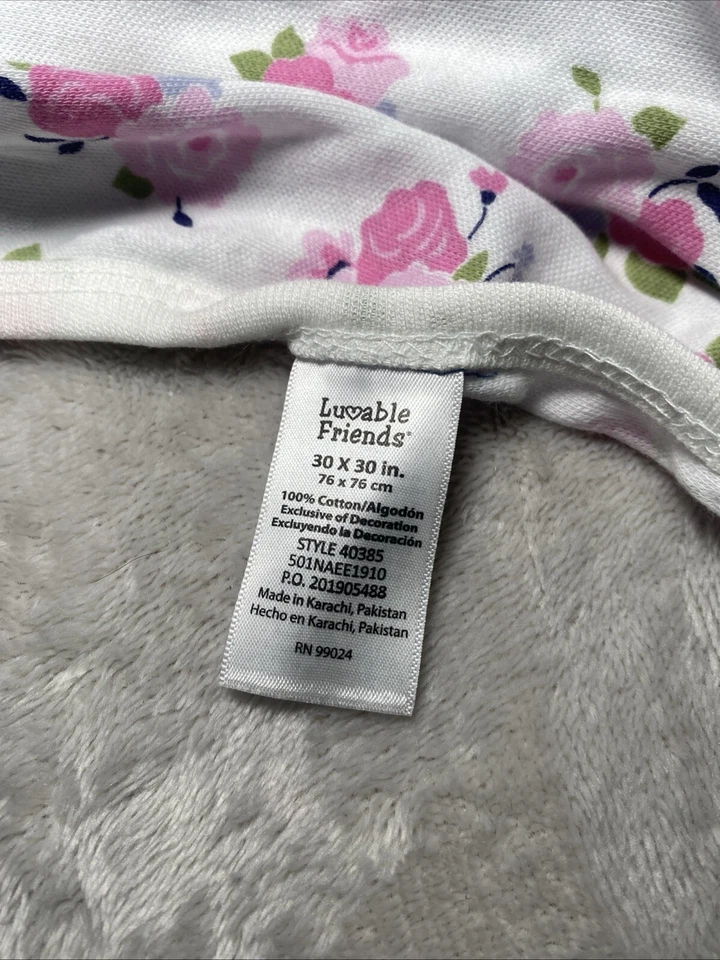 Luvable
Friends
30 X 30 in.
76 x 76 cm
100% Cotton/Algodón
Exclusive of Decoration
Excluyendo la Decoración
STYLE 40385
501NAEE1910
P.O. 201905488
Made in Karachi, Pakistan
Hecho en Karachi, Pakistan
RN 99024